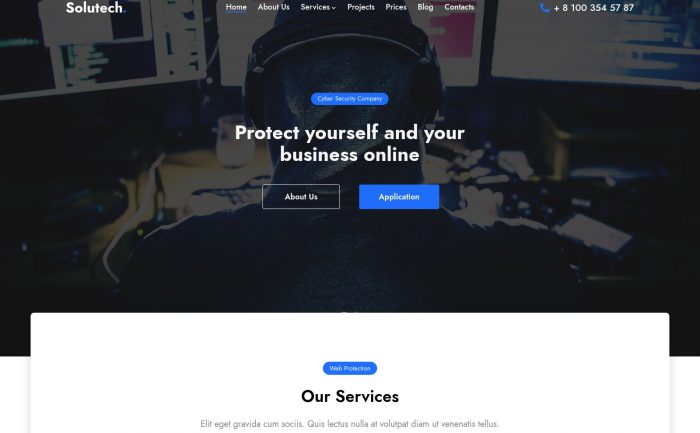 Solutech.
Home About Us Services Projects Prices Blog Contacts
+ 8 100 354 57 87
Cyber Security Company
Protect yourself and your
business online
About Us
Application
Web Protection
Our Services
Elit eget gravida cum sociis. Quis lectus nulla at volutpat diam ut venenatis tellus.